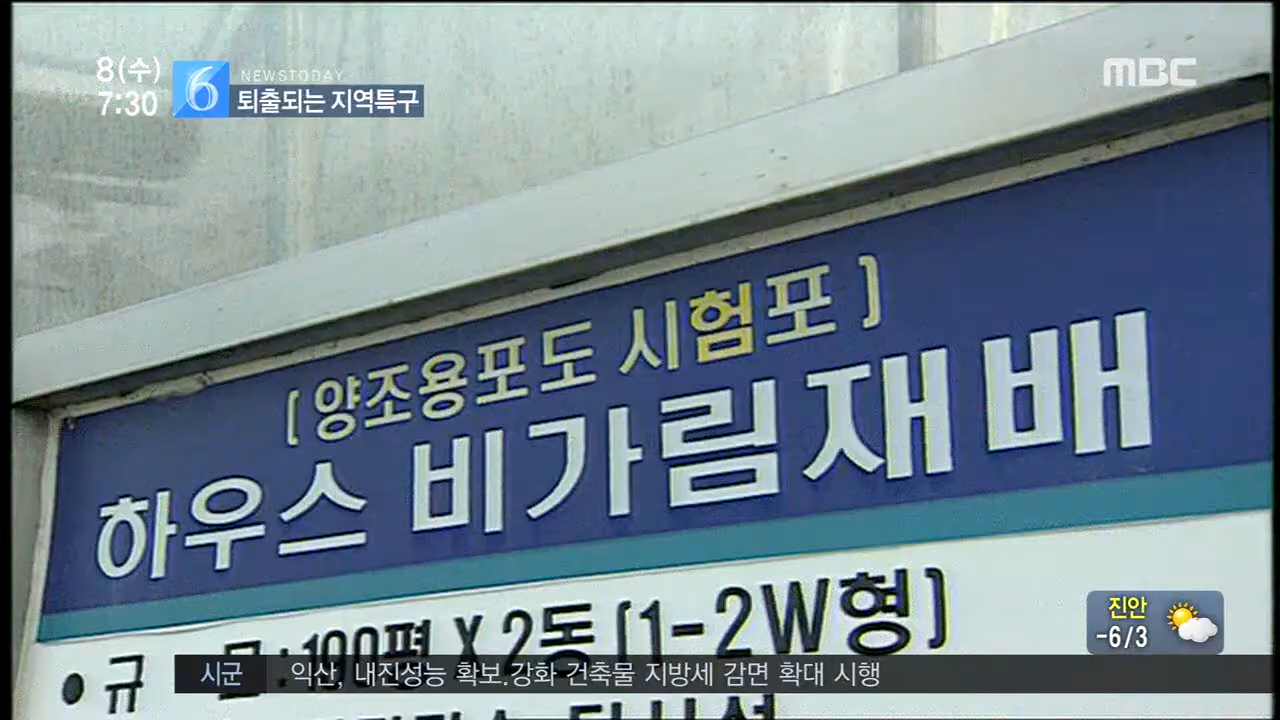 8(수)
7:30
6
NEWSTODAY
퇴출되는 지역특구
MBC
[ 양조용포도 시험포 ]
하우스 비가림재배
• 규 모 : 190평 X 2동 (1-2W형)
진안
-6/3
시군 익산, 내진성능 확보.강화 건축물 지방세 감면 확대 시행